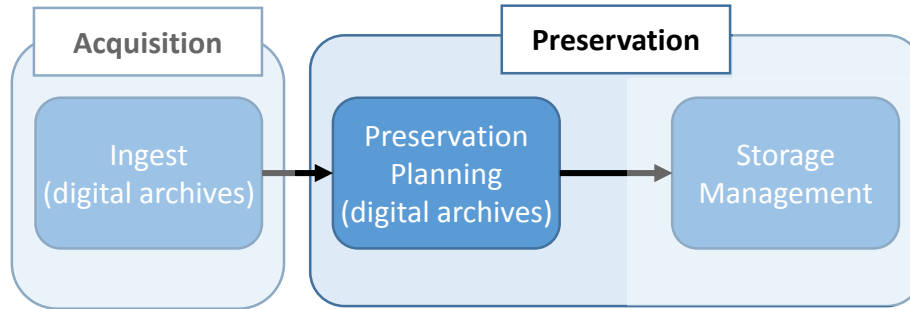 Acquisition
Preservation
Ingest
(digital archives)
Preservation
Planning
(digital archives)
Storage
Management